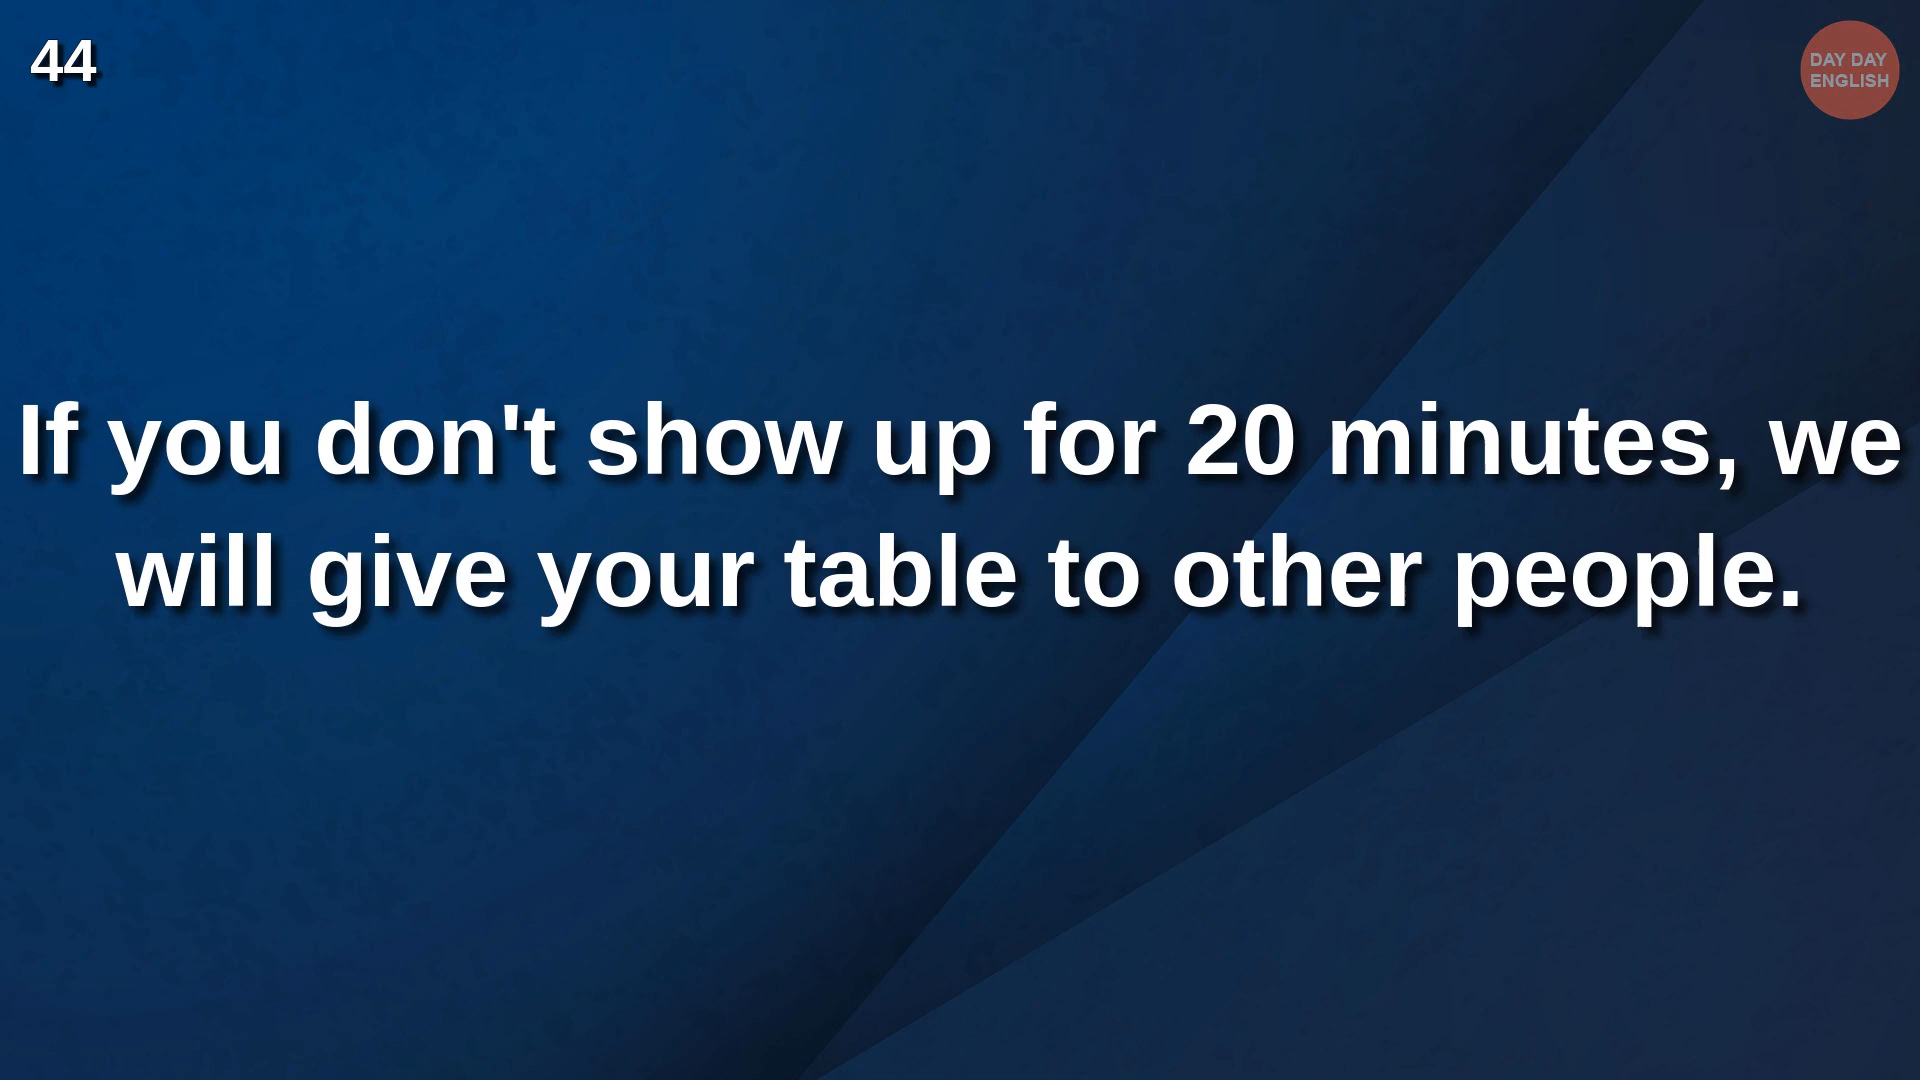 44
DAY DAY
ENGLISH
If you don't show up for 20 minutes, we
will give your table to other people.